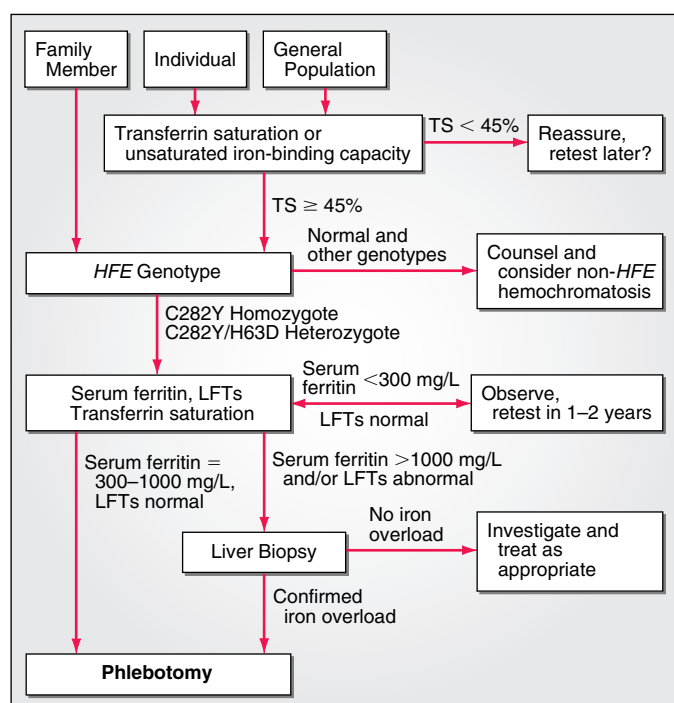 Family
Member
Individual
General
Population
Transferrin saturation or
unsaturated iron-binding capacity
TS < 45%
Reassure,
retest later?
TS ≥ 45%
HFE Genotype
Normal and
other genotypes
Counsel and
consider non-HFE
hemochromatosis
C282Y Homozygote
C282Y/H63D Heterozygote
Serum ferritin, LFTs
Transferrin saturation
Serum
ferritin <300 mg/L
LFTs normal
Observe,
retest in 1–2 years
Serum ferritin =
300–1000 mg/L,
LFTs normal
Serum ferritin >1000 mg/L
and/or LFTs abnormal
Liver Biopsy
No iron
overload
Investigate and
treat as
appropriate
Confirmed
iron overload
Phlebotomy